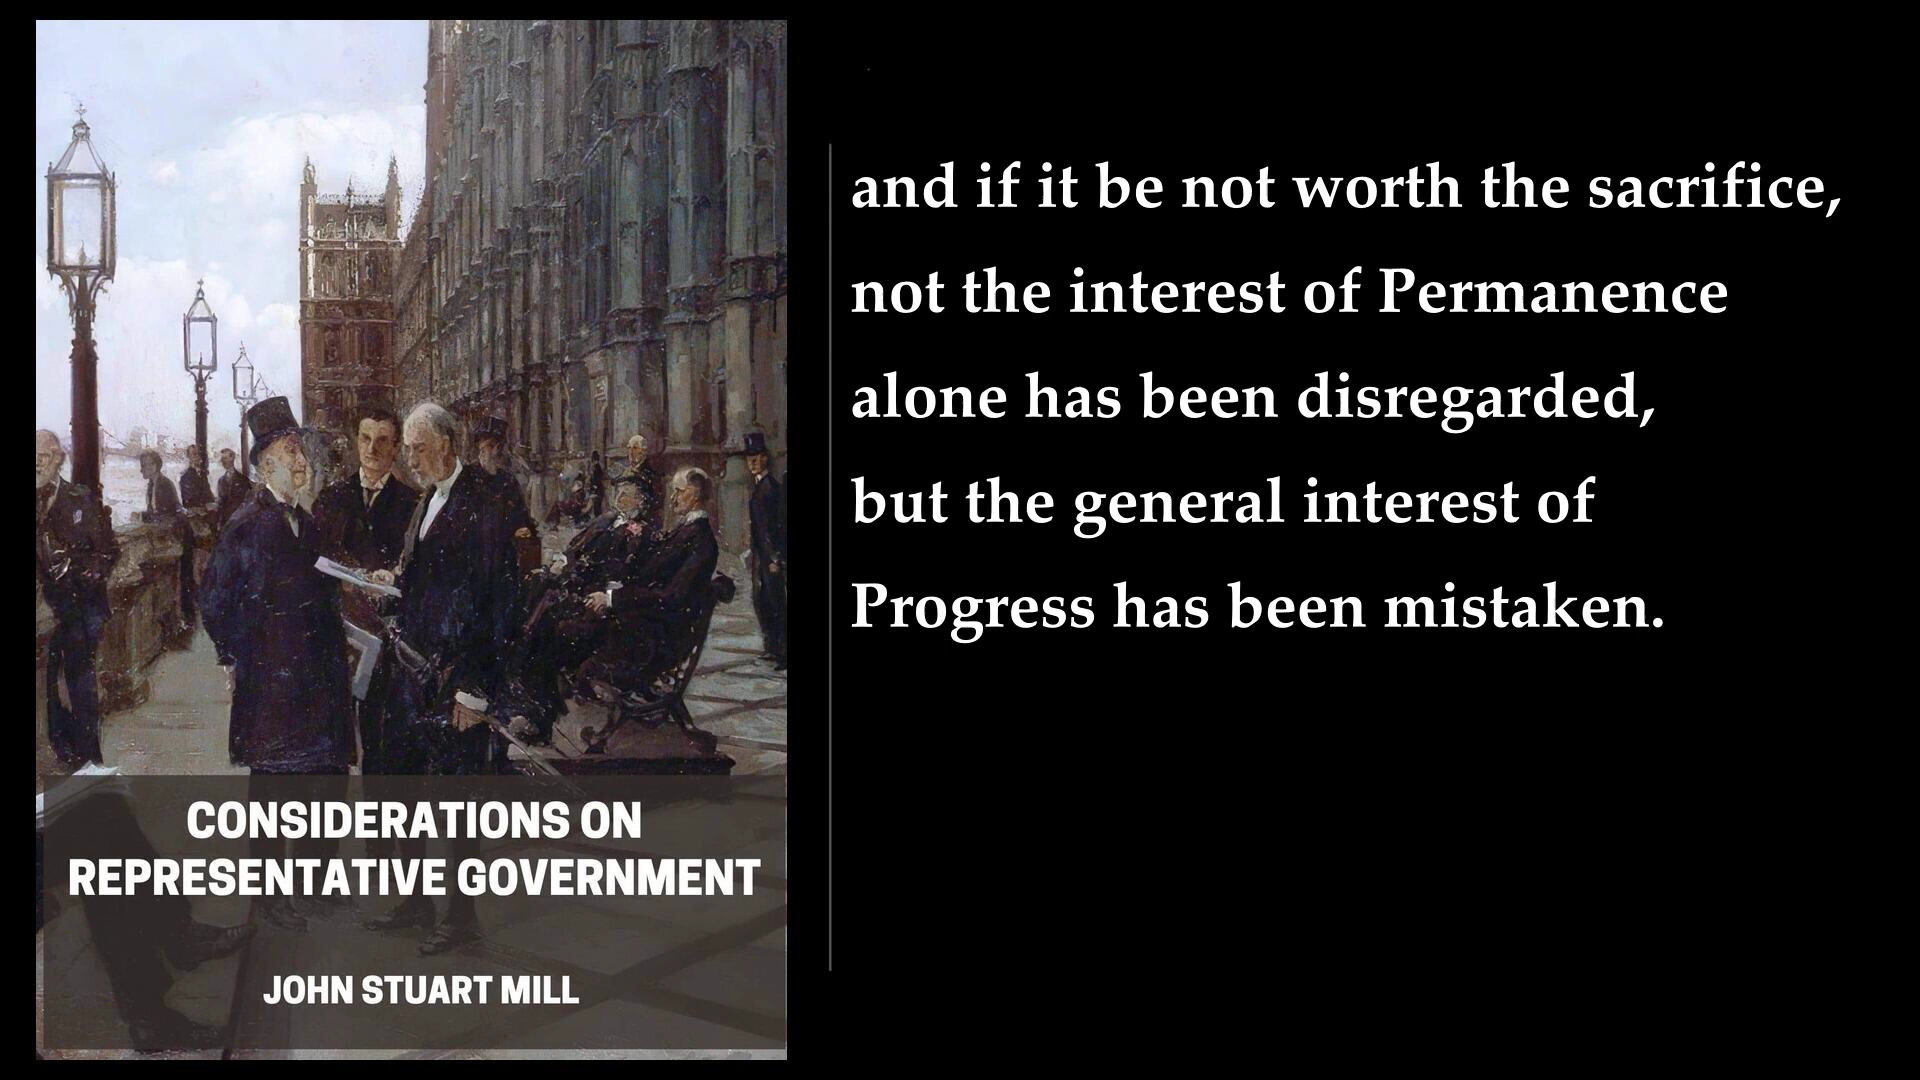 and if it be not worth the sacrifice,
not the interest of Permanence
alone has been disregarded,
but the general interest of
Progress has been mistaken.
CONSIDERATIONS ON
REPRESENTATIVE GOVERNMENT
JOHN STUART MILL